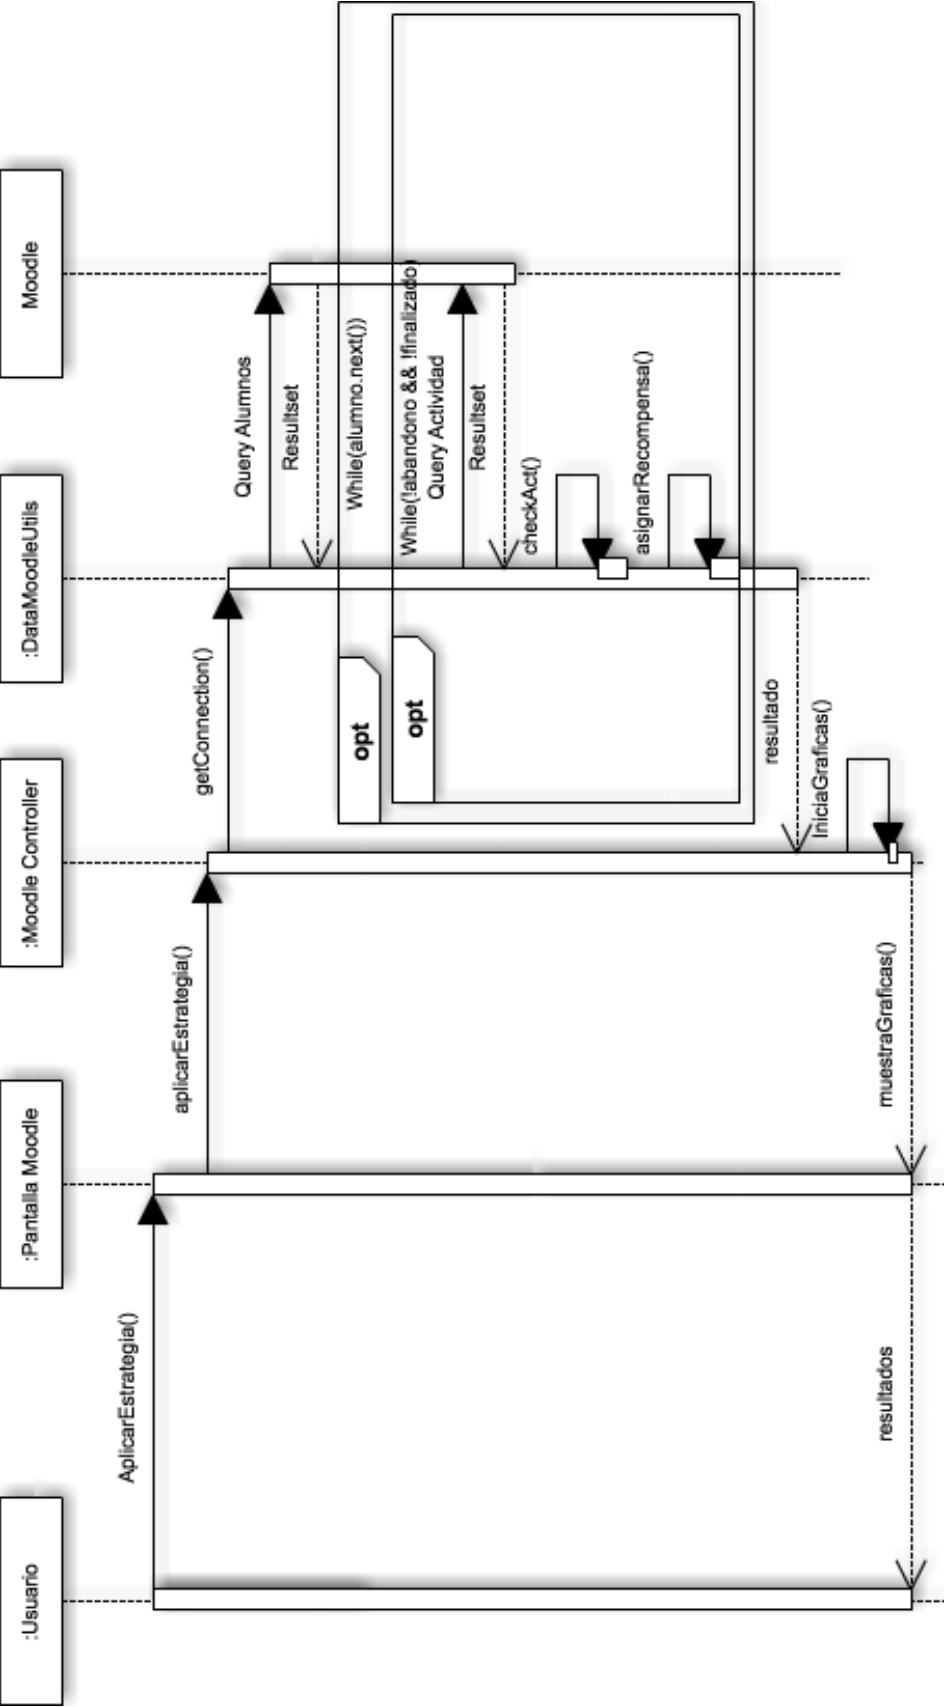 :Usuario
:Pantalla Moodle
:Moodle Controller
:DataMoodleUtils
Moodle
AplicarEstrategia()
aplicarEstrategia()
getConnection()
Query Alumnos
Resultset
While(alumno.next())
opt
While(!abandono && !finalizado)
opt
Query Actividad
Resultset
checkAct()
asignarRecompensa()
resultado
IniciaGraficas()
muestraGraficas()
resultados